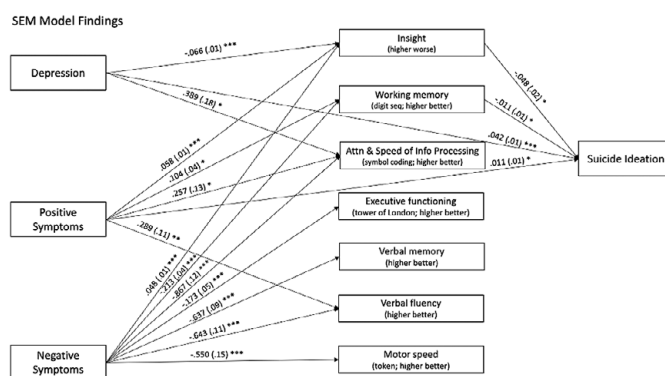 SEM Model Findings
Insight
(higher worse)
-.066 (.01) ***
Depression
-.048 (.02) *
Working memory
(digit seq; higher better)
.389 (.18) *
-.011 (.01) *
.042 (.01) ***
Attn & Speed of Info Processing
(symbol coding; higher better)
Suicide Ideation
.058 (.01) ***
.104 (.04) *
.257 (.13) *
.011 (.01) *
Positive
Symptoms
Executive functioning
(tower of London; higher better)
.289 (.11) **
Verbal memory
(higher better)
.048 (.01) ***
-.213 (.04) ***
-.867 (.12) ***
-.173 (.05) ***
-.637 (.09) ***
Verbal fluency
(higher better)
-.643 (.11) ***
Negative
Symptoms
-.550 (.15) ***
Motor speed
(token; higher better)